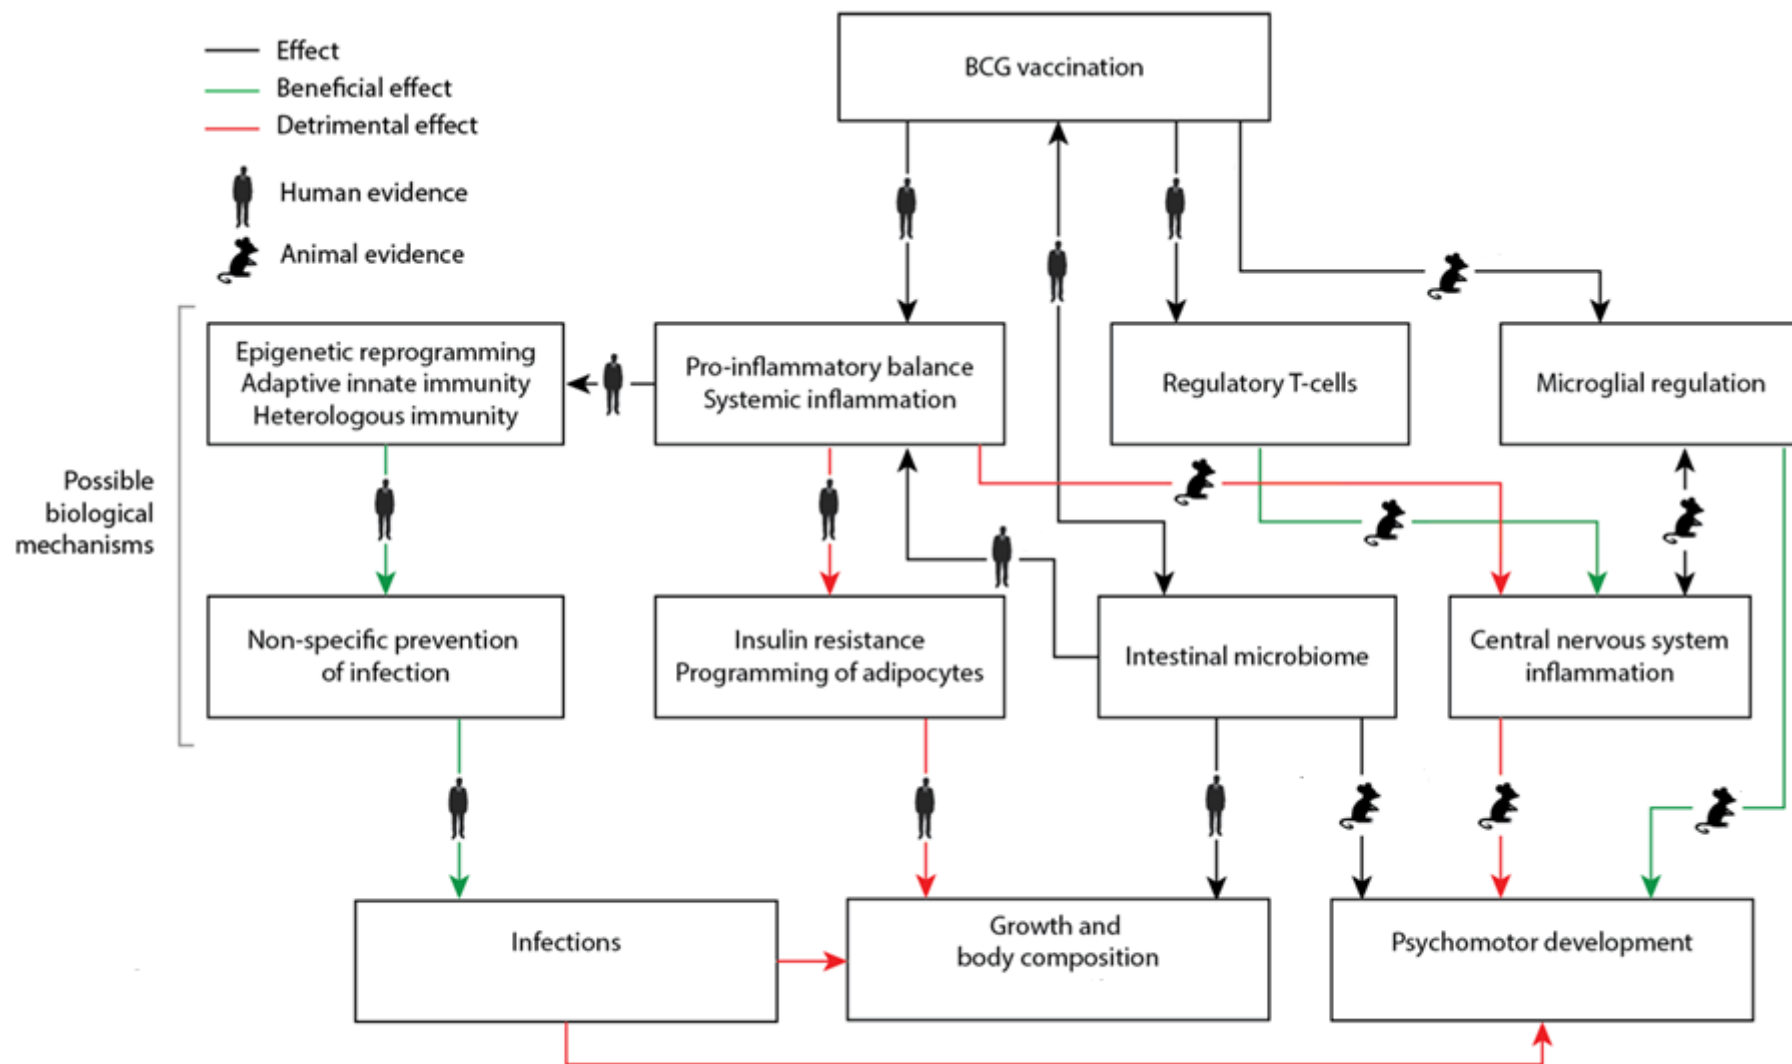 Effect
Beneficial effect
Detrimental effect
Human evidence
Animal evidence
BCG vaccination
Epigenetic reprogramming
Adaptive innate immunity
Heterologous immunity
Pro-inflammatory balance
Systemic inflammation
Regulatory T-cells
Microglial regulation
Possible
biological
mechanisms
Non-specific prevention
of infection
Insulin resistance
Programming of adipocytes
Intestinal microbiome
Central nervous system
inflammation
Infections
Growth and
body composition
Psychomotor development